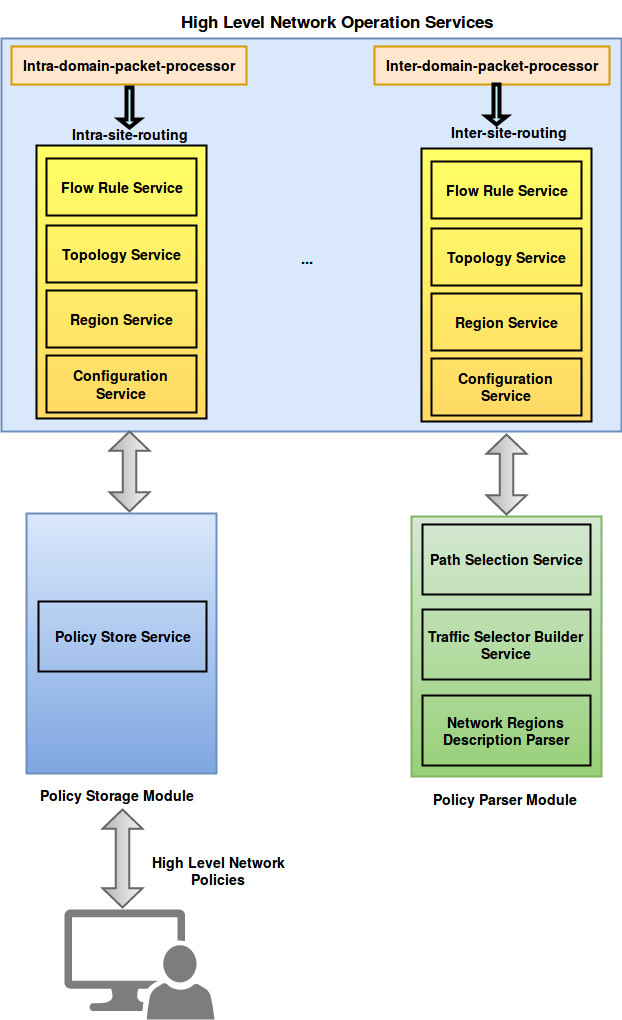 High Level Network Operation Services
Intra-domain-packet-processor
Inter-domain-packet-processor
Intra-site-routing
Inter-site-routing
Flow Rule Service
Topology Service
Region Service
Configuration
Service
...
Flow Rule Service
Topology Service
Region Service
Configuration
Service
Policy Store Service
Policy Storage Module
Path Selection Service
Traffic Selector Builder
Service
Network Regions
Description Parser
Policy Parser Module
High Level Network
Policies